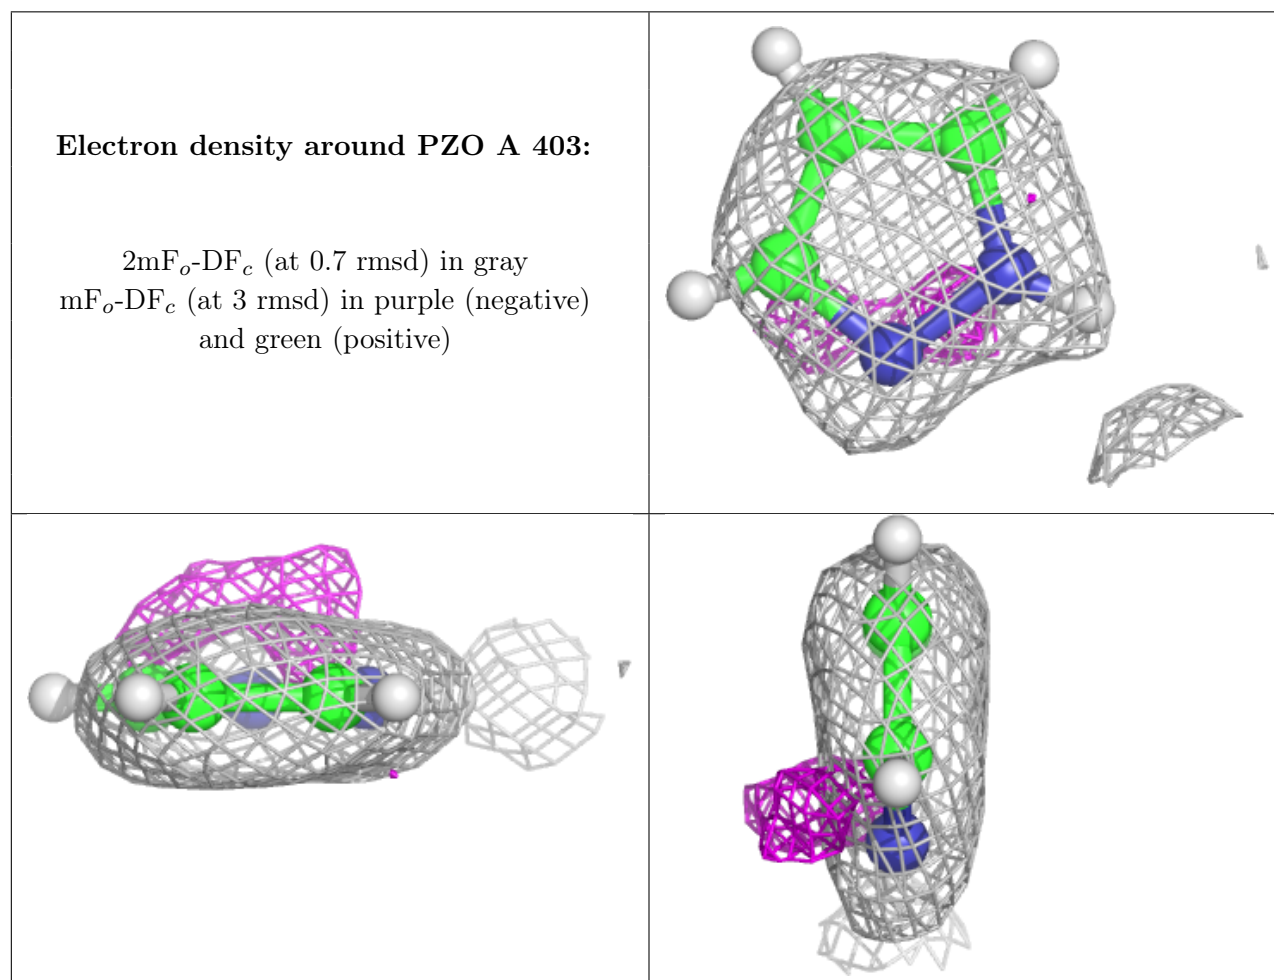 Electron density around PZO A 403:
2mFo-DFc (at 0.7 rmsd) in gray
mFo-DFc (at 3 rmsd) in purple (negative)
and green (positive)